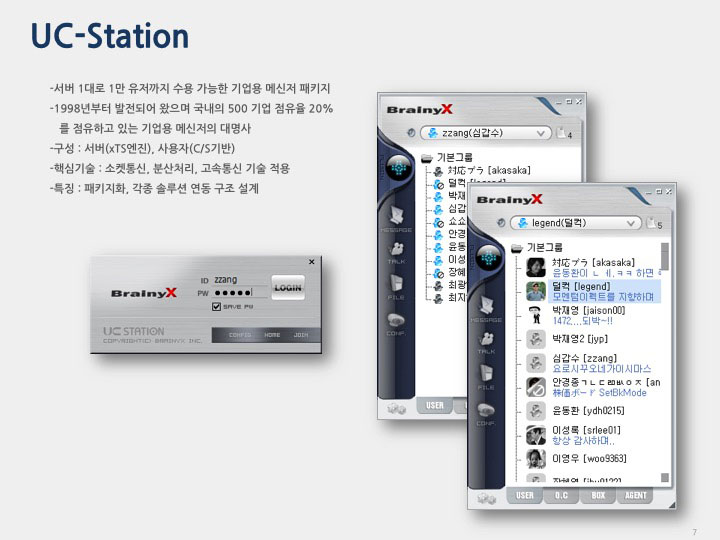 UC-Station
-서버 1대로 1만 유저까지 수용 가능한 기업용 메신저 패키지
-1998년부터 발전되어 왔으며 국내의 500 기업 점유율 20%
를 점유하고 있는 기업용 메신저의 대명사
-구성 : 서버(xTS엔진), 사용자(C/S기반)
-핵심기술 : 소켓통신, 분산처리, 고속통신 기술 적용
-특징 : 패키지화, 각종 솔루션 연동 구조 설계
BrainyX
ID zzang
PW
LOGIN
SAVE PW
UC STATION
COPYRIGHT(C) BRAINYX INC.
CONFIG HOME JOIN
BrainyX
zzang(심갑수)
4
기본그룹
対応プラ [akasaka]
덜컥 [legend]
박재
심갑
쇼쇼
안경
윤동
이성
장혜
최광
최지
MESSAGE
TALK
FILE
CONF.
USER
BrainyX
legend(덜컥)
5
기본그룹
対応プラ [akasaka]
윤동환이 ㄴ ㅔ.ㅋㅋ 하면
덜컥 [legend]
모멘텀이펙트를 지향하며
박재영 [jaison00]
1472....되박~!!
박재영2 [jyp]
심갑수 [zzang]
요로시꾸오네가이시마스
안경중 [an
株価ボード SetBkMode
윤동환 [ydh0215]
이성록 [srlee01]
항상 감사하며..
이영우 [woo9363]
MESSAGE
TALK
FILE
CONF.
USER O.C BOX AGENT
7